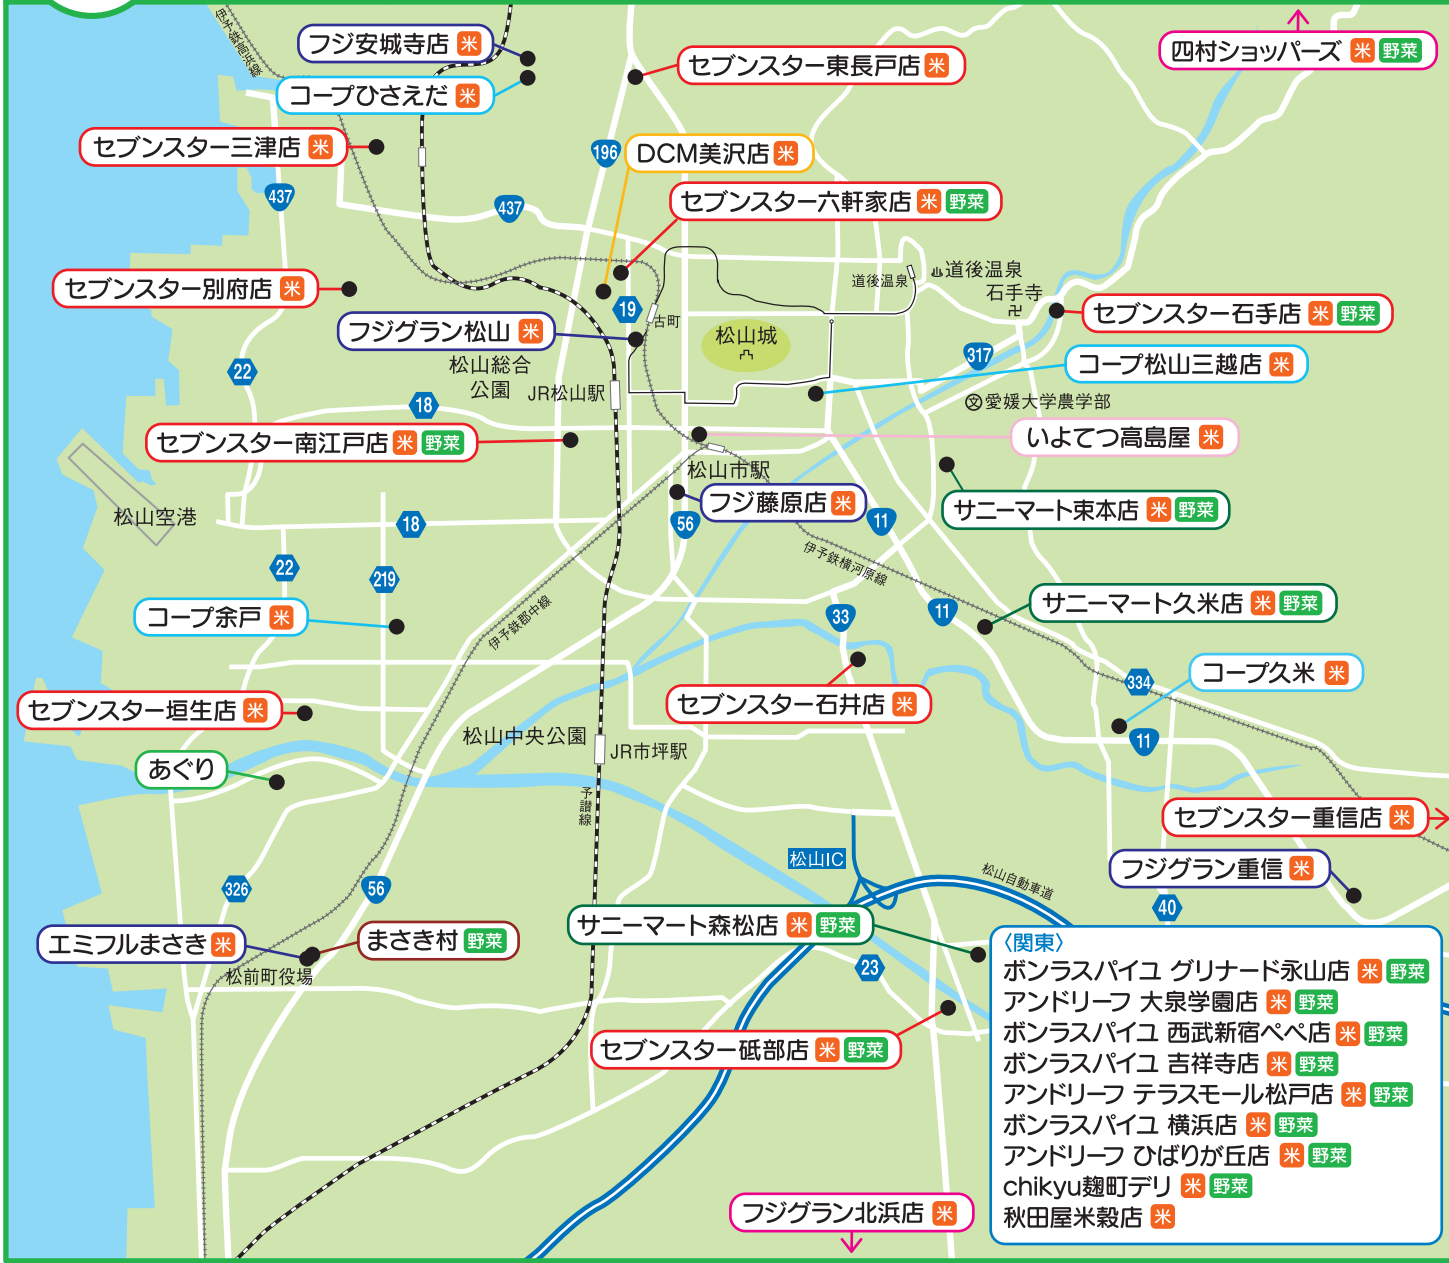 伊予鉄高浜線
フジ安城寺店 米
コープひさえだ 米
セブンスター東長戸店 米
四村ショッパーズ 米 野菜
セブンスター三津店 米
196
DCM美沢店 米
437
437
セブンスター六軒家店 米 野菜
セブンスター別府店 米
道後温泉
道後温泉
石手寺
19
古町
フジグラン松山 米
松山城
セブンスター石手店 米 野菜
22
松山総合
公園
JR松山駅
317
コープ松山三越店 米
18
愛媛大学農学部
セブンスター南江戸店 米 野菜
いよてつ高島屋 米
松山市駅
松山空港
フジ藤原店 米
サニーマート束本店 米 野菜
18
56
11
22
219
伊予鉄横河原線
コープ余戸 米
伊予鉄郡中線
33
11
サニーマート久米店 米 野菜
334
コープ久米 米
セブンスター垣生店 米
セブンスター石井店 米
松山中央公園
JR市坪駅
11
あぐり
予讃線
セブンスター重信店 米
松山IC
松山自動車道
フジグラン重信 米
326
56
40
エミフルまさき 米
まさき村 野菜
サニーマート森松店 米 野菜
松前町役場
23
セブンスター砥部店 米 野菜
〈関東〉
ボンラスパイユ グリナード永山店 米 野菜
アンドリーフ 大泉学園店 米 野菜
ボンラスパイユ 西武新宿ペペ店 米 野菜
ボンラスパイユ 吉祥寺店 米 野菜
アンドリーフ テラスモール松戸店 米 野菜
ボンラスパイユ 横浜店 米 野菜
アンドリーフ ひばりが丘店 米 野菜
chikyu麹町デリ 米 野菜
秋田屋米穀店 米
フジグラン北浜店 米